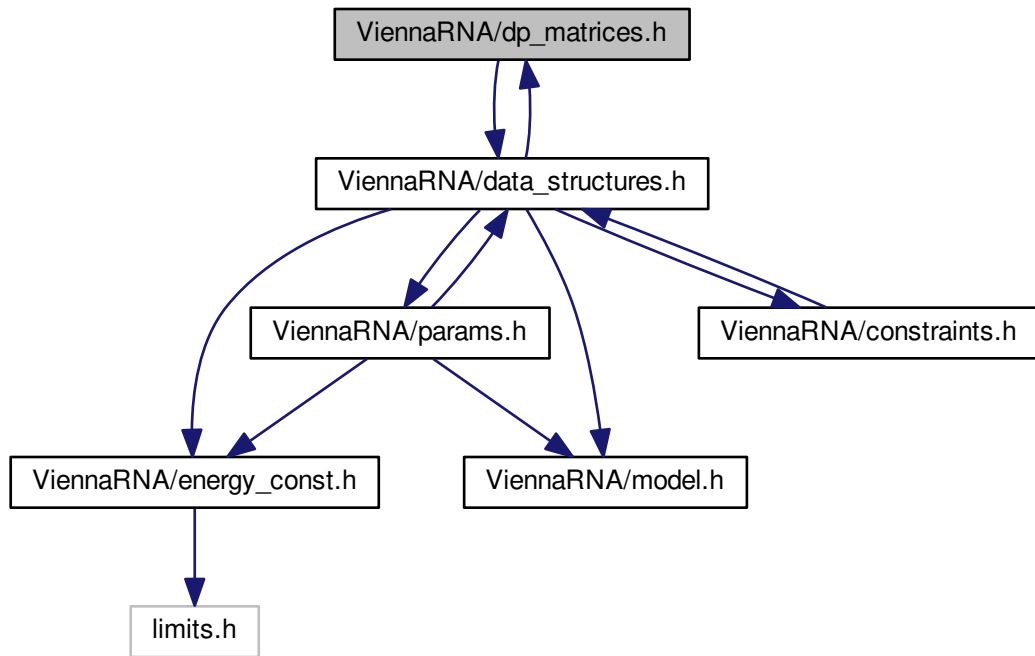 ViennaRNA/dp_matrices.h
ViennaRNA/data_structures.h
ViennaRNA/params.h
ViennaRNA/constraints.h
ViennaRNA/energy_const.h
ViennaRNA/model.h
limits.h